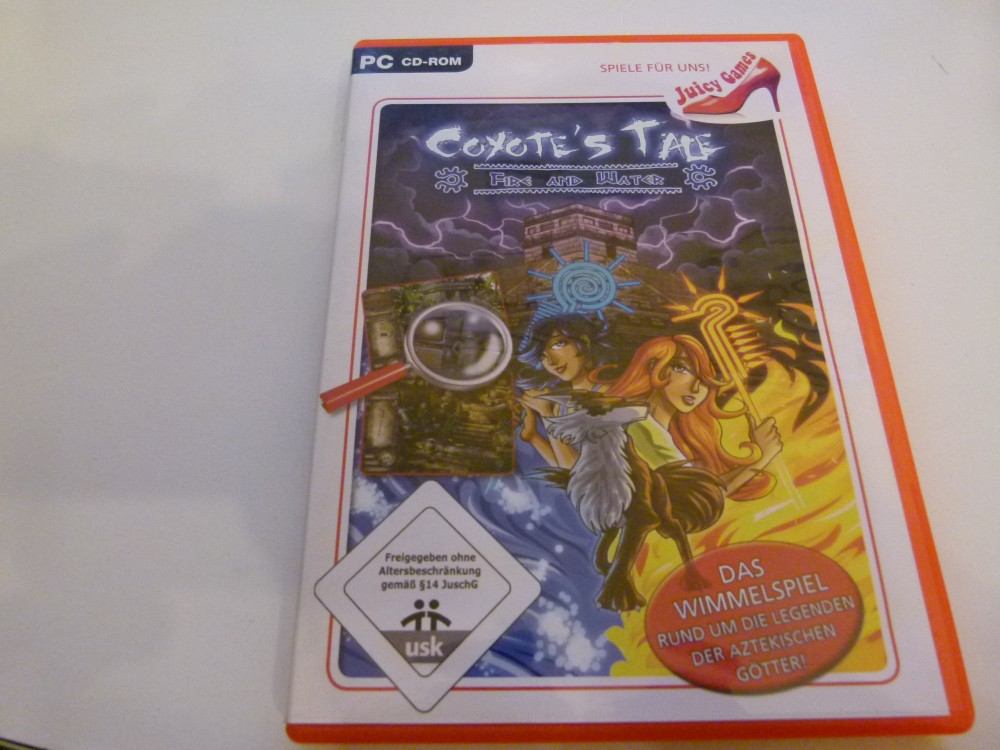 PC CD-ROM
SPIELE FÜR UNS!
Juicy Games
COYOTE'S TALE
FIRE AND WATER
Freigegeben ohne
Altersbeschränkung
gemäß §14 JuschG
usk
DAS
WIMMELSPIEL
RUND UM DIE LEGENDEN
DER AZTEKISCHEN
GÖTTER!